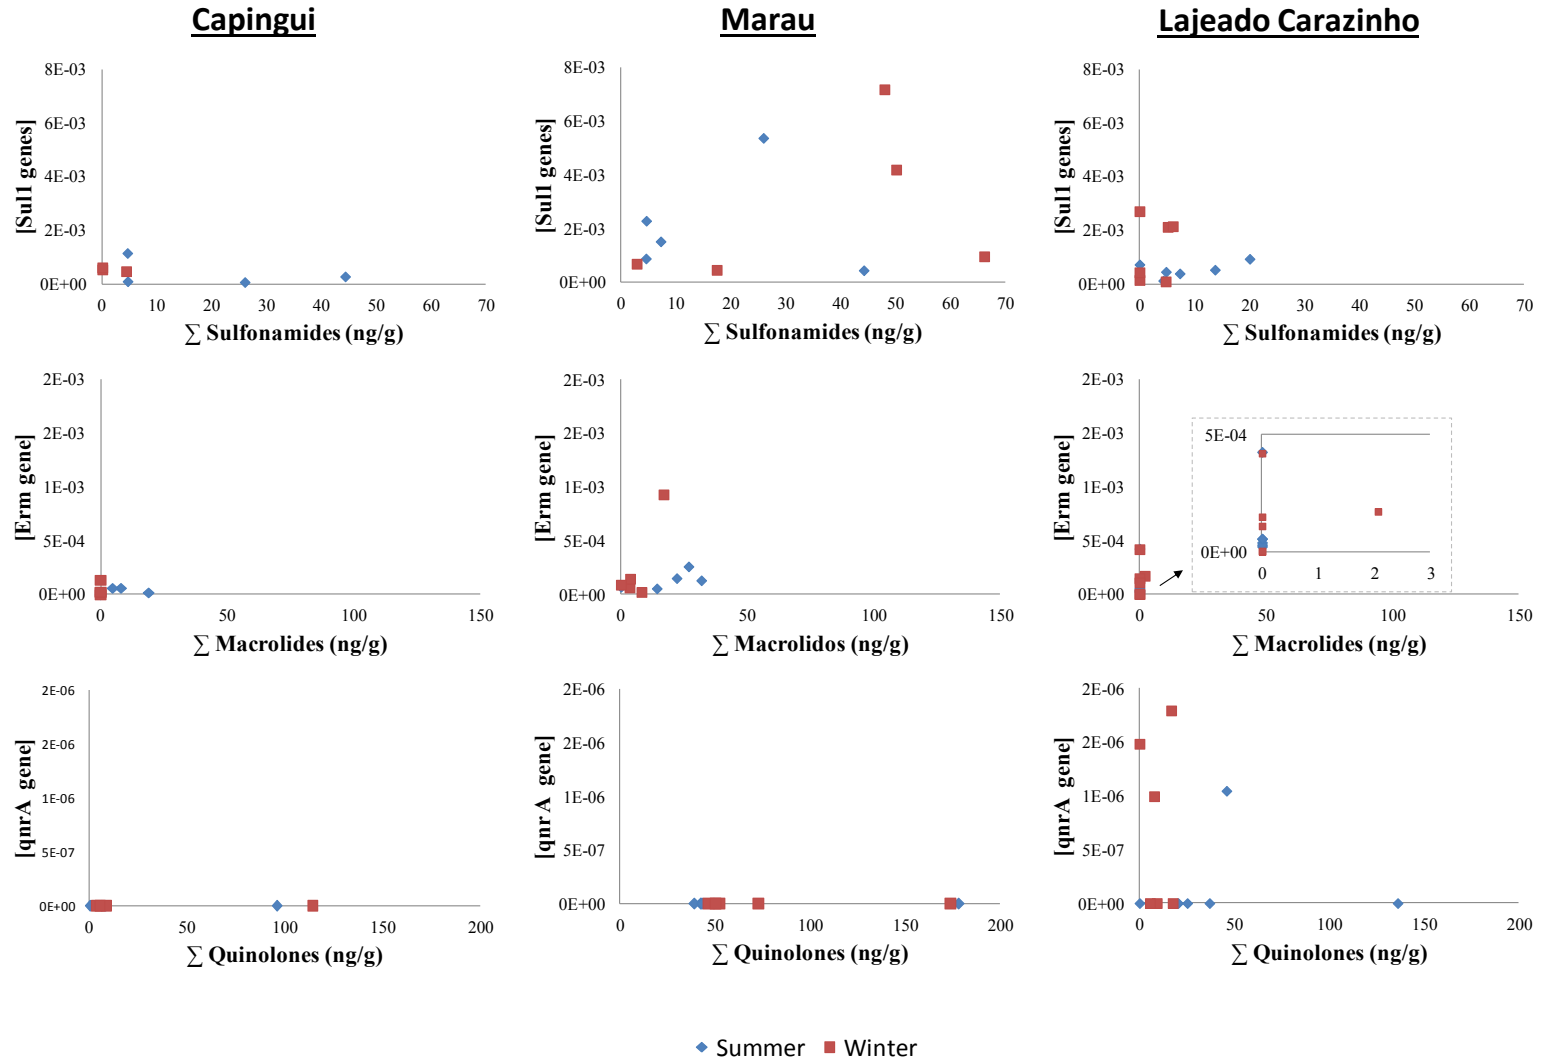 Capingui
Marau
Lajeado Carazinho
[Sul1 genes]
8E-03
6E-03
4E-03
2E-03
0E+00
0 10 20 30 40 50 60 70
∑ Sulfonamides (ng/g)
[Sul1 genes]
8E-03
6E-03
4E-03
2E-03
0E+00
0 10 20 30 40 50 60 70
∑ Sulfonamides (ng/g)
[Sul1 genes]
8E-03
6E-03
4E-03
2E-03
0E+00
0 10 20 30 40 50 60 70
∑ Sulfonamides (ng/g)
[Erm gene]
2E-03
2E-03
1E-03
5E-04
0E+00
0 50 100 150
∑ Macrolides (ng/g)
[Erm gene]
2E-03
2E-03
1E-03
5E-04
0E+00
0 50 100 150
∑ Macrolidos (ng/g)
[Erm gene]
2E-03
2E-03
1E-03
5E-04
0E+00
0 50 100 150
∑ Macrolides (ng/g)
5E-04
0E+00
0 1 2 3
[qnrA gene]
2E-06
2E-06
1E-06
5E-07
0E+00
0 50 100 150 200
∑ Quinolones (ng/g)
[qnr A gene]
2E-06
2E-06
1E-06
5E-07
0E+00
0 50 100 150 200
∑ Quinolones (ng/g)
[qnrA gene]
2E-06
2E-06
1E-06
5E-07
0E+00
0 50 100 150 200
∑ Quinolones (ng/g)
Summer Winter